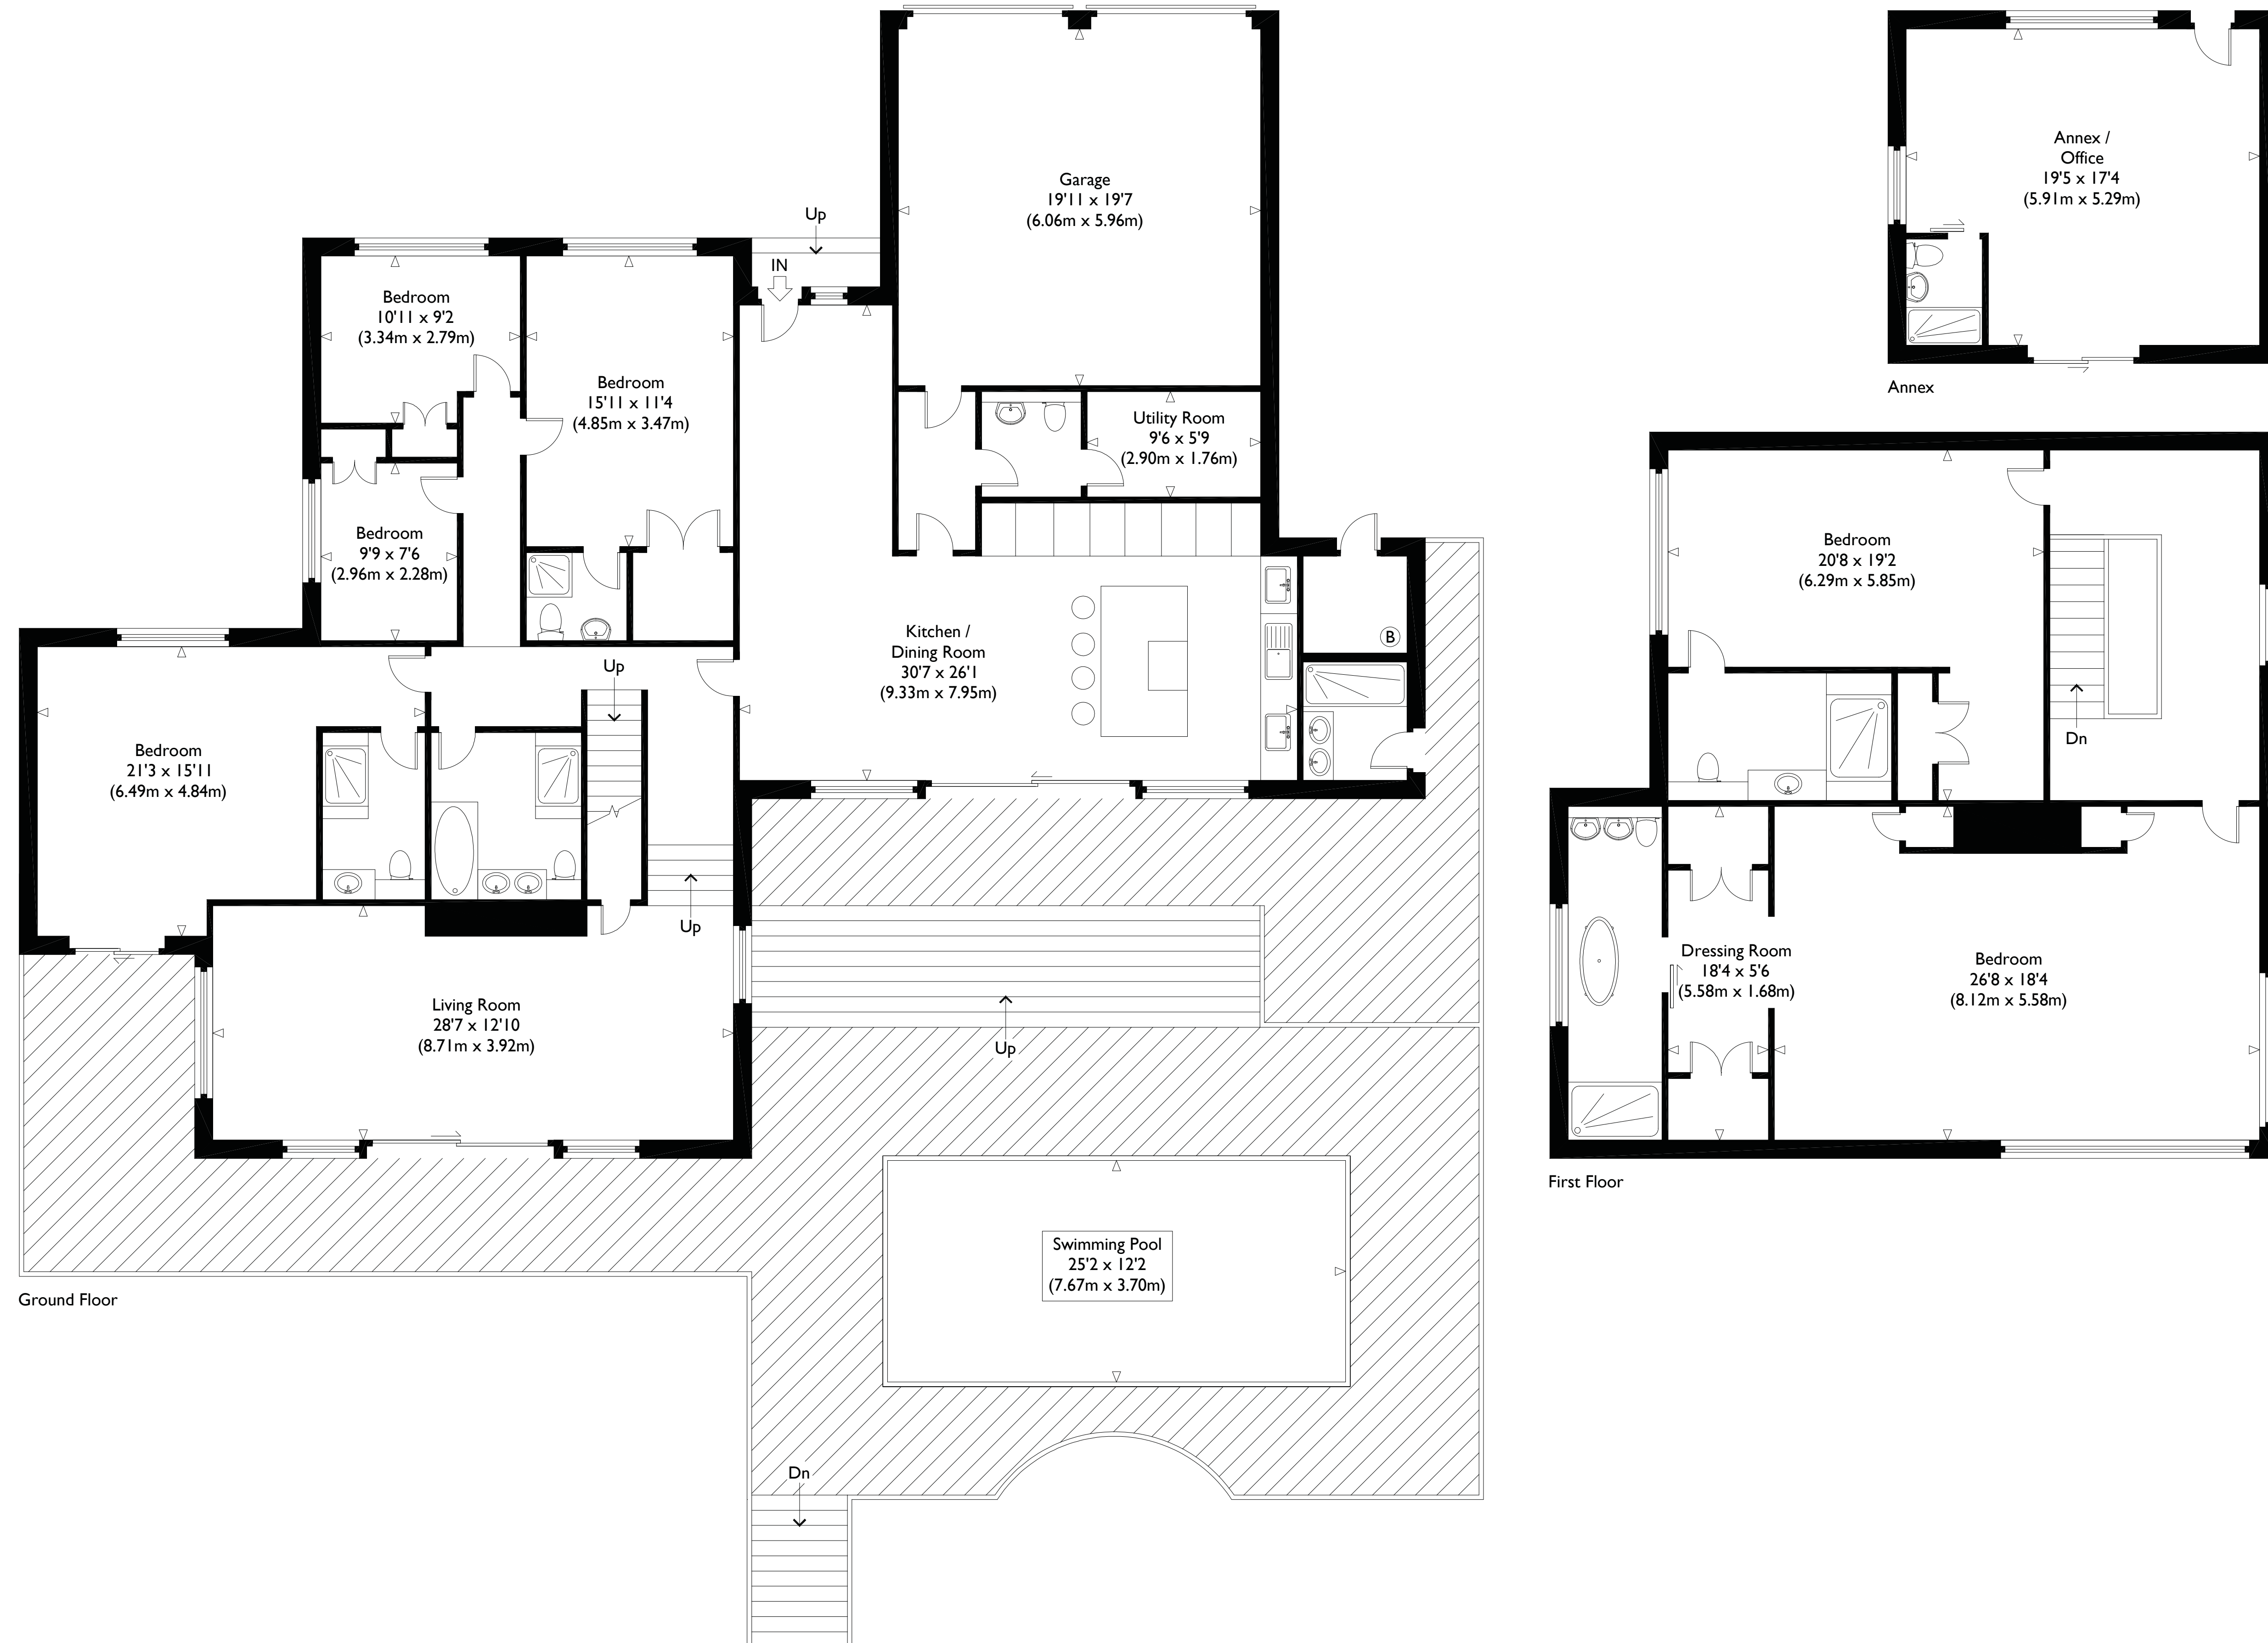 Annex /
Office
19'5 x 17'4
(5.91m x 5.29m)
Annex
Garage
19'11 x 19'7
(6.06m x 5.96m)
Up
IN
Bedroom
10'11 x 9'2
(3.34m x 2.79m)
Bedroom
15'11 x 11'4
(4.85m x 3.47m)
Utility Room
9'6 x 5'9
(2.90m x 1.76m)
Bedroom
9'9 x 7'6
(2.96m x 2.28m)
Kitchen /
Dining Room
30'7 x 26'1
(9.33m x 7.95m)
B
Up
Bedroom
21'3 x 15'11
(6.49m x 4.84m)
Up
Living Room
28'7 x 12'10
(8.71m x 3.92m)
Up
Swimming Pool
25'2 x 12'2
(7.67m x 3.70m)
Dn
Ground Floor
Bedroom
20'8 x 19'2
(6.29m x 5.85m)
Dn
Dressing Room
18'4 x 5'6
(5.58m x 1.68m)
Bedroom
26'8 x 18'4
(8.12m x 5.58m)
First Floor